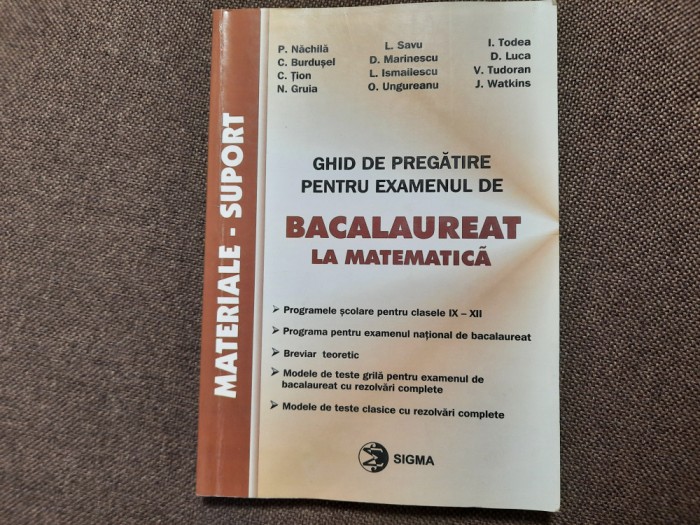 P. Năchilă L. Savu I. Todea
C. Burdușel D. Marinescu D. Luca
C. Țion L. Ismailescu V. Tudoran
N. Gruia O. Ungureanu J. Watkins
MATERIALE - SUPORT
GHID DE PREGĂTIRE
PENTRU EXAMENUL DE
BACALAUREAT
LA MATEMATICĂ
➢ Programele școlare pentru clasele IX – XII
➢ Programa pentru examenul național de bacalaureat
➢ Breviar teoretic
➢ Modele de teste grilă pentru examenul de
bacalaureat cu rezolvări complete
➢ Modele de teste clasice cu rezolvări complete
SIGMA